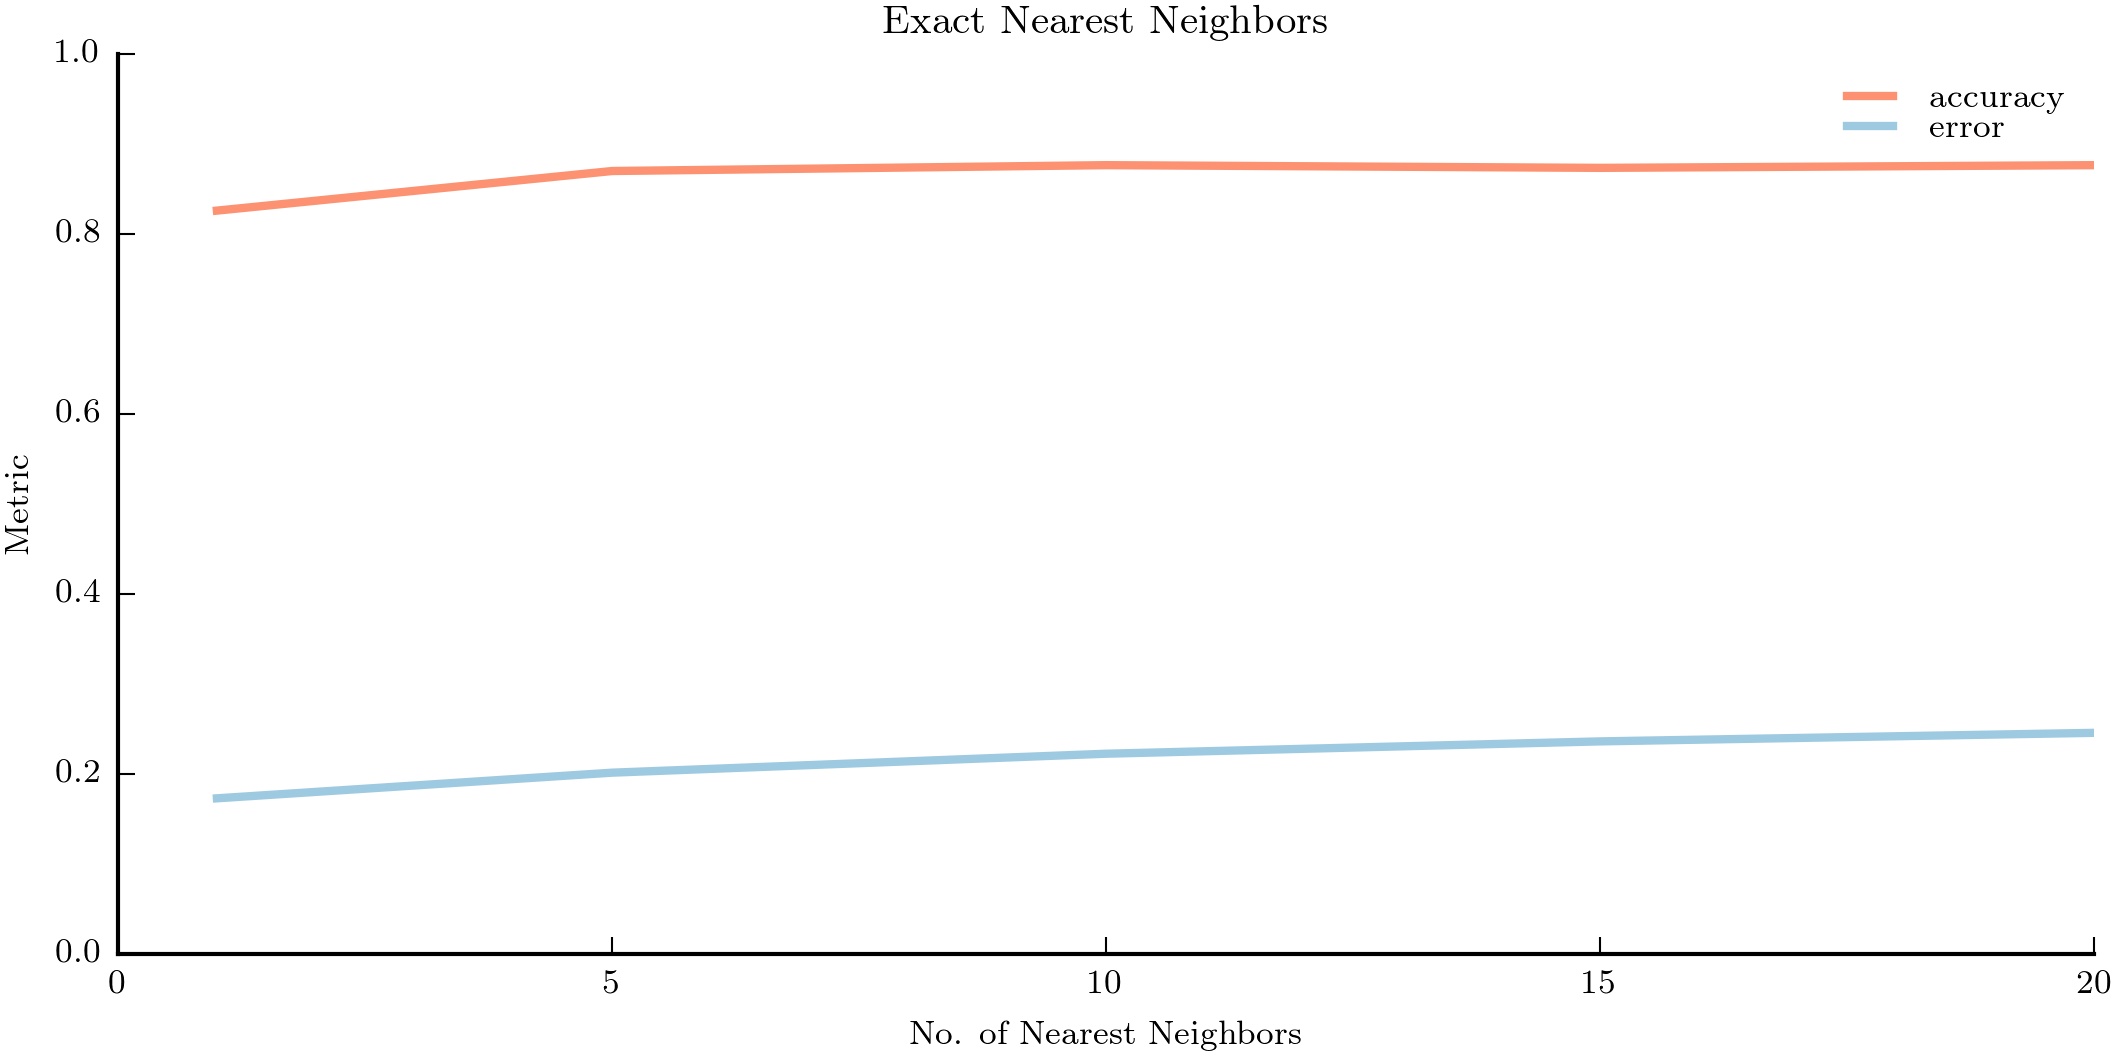 Exact Nearest Neighbors
1.0
accuracy
error
0.8
0.6
Metric
0.4
0.2
0.0
0 5 10 15 20
No. of Nearest Neighbors